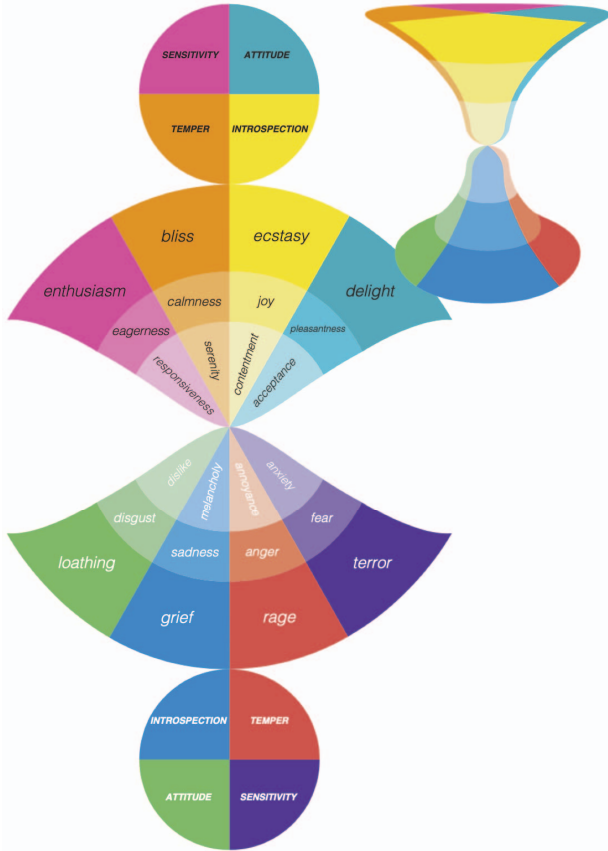 SENSITIVITY ATTITUDE
TEMPER INTROSPECTION
bliss ecstasy
enthusiasm delight
calmness joy
eagerness pleasantness
responsiveness serenity contentment acceptance
dislike melancholy annoyance anxiety
disgust fear
sadness anger
loathing terror
grief rage
INTROSPECTION TEMPER
ATTITUDE SENSITIVITY